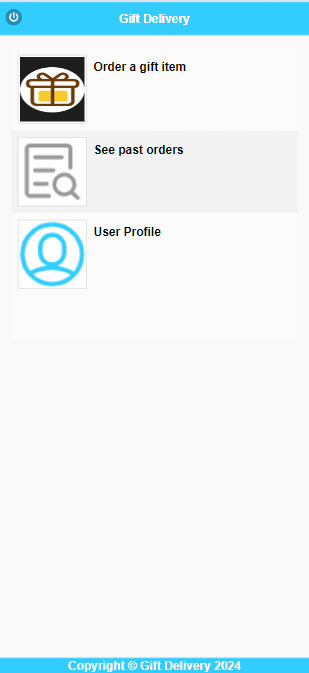 Gift Delivery
Order a gift item
See past orders
User Profile
Copyright © Gift Delivery 2024